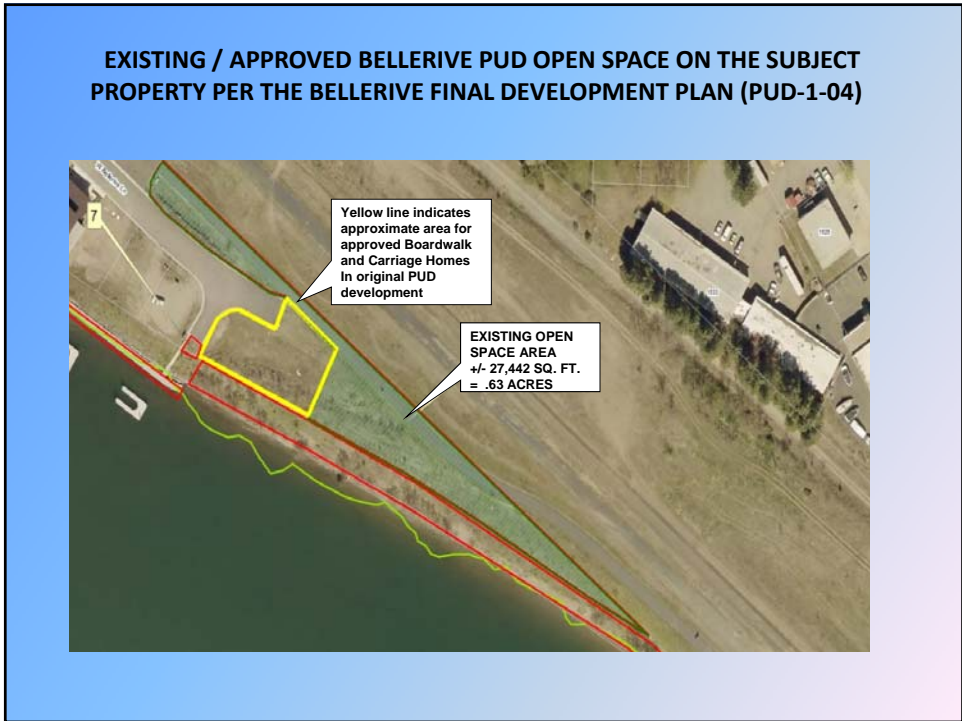 EXISTING / APPROVED BELLERIVE PUD OPEN SPACE ON THE SUBJECT
PROPERTY PER THE BELLERIVE FINAL DEVELOPMENT PLAN (PUD-1-04)
7
Yellow line indicates
approximate area for
approved Boardwalk
and Carriage Homes
In original PUD
development
EXISTING OPEN
SPACE AREA
+/- 27,442 SQ. FT.
= .63 ACRES